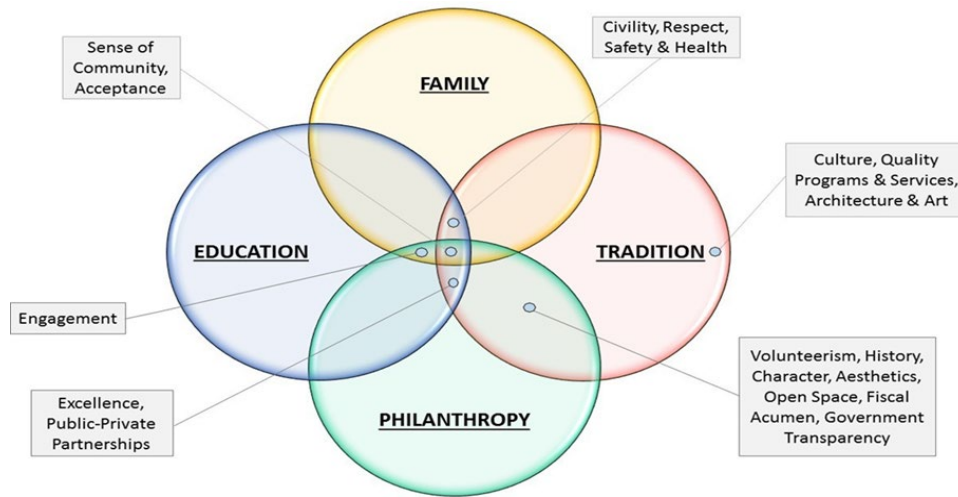 Sense of
Community,
Acceptance
Civility, Respect,
Safety & Health
FAMILY
Culture, Quality
Programs & Services,
Architecture & Art
EDUCATION
TRADITION
Engagement
Volunteerism, History,
Character, Aesthetics,
Open Space, Fiscal
Acumen, Government
Transparency
Excellence,
Public-Private
Partnerships
PHILANTHROPY